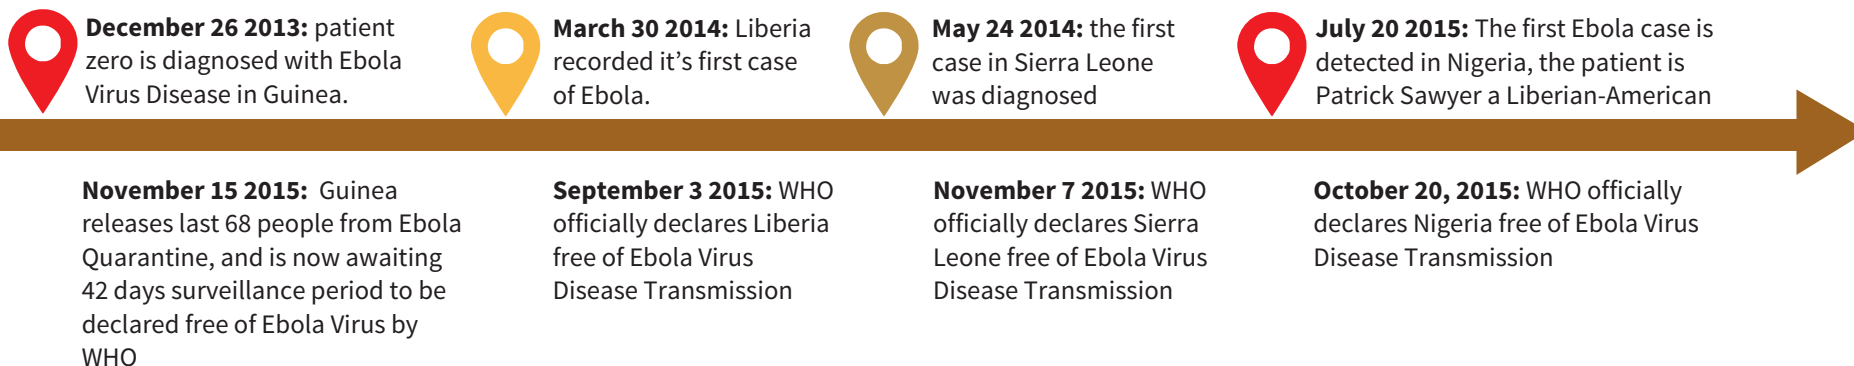 December 26 2013: patient
zero is diagnosed with Ebola
Virus Disease in Guinea.
March 30 2014: Liberia
recorded it’s first case
of Ebola.
May 24 2014: the first
case in Sierra Leone
was diagnosed
July 20 2015: The first Ebola case is
detected in Nigeria, the patient is
Patrick Sawyer a Liberian-American
November 15 2015: Guinea
releases last 68 people from Ebola
Quarantine, and is now awaiting
42 days surveillance period to be
declared free of Ebola Virus by
WHO
September 3 2015: WHO
officially declares Liberia
free of Ebola Virus
Disease Transmission
November 7 2015: WHO
officially declares Sierra
Leone free of Ebola Virus
Disease Transmission
October 20, 2015: WHO officially
declares Nigeria free of Ebola Virus
Disease Transmission